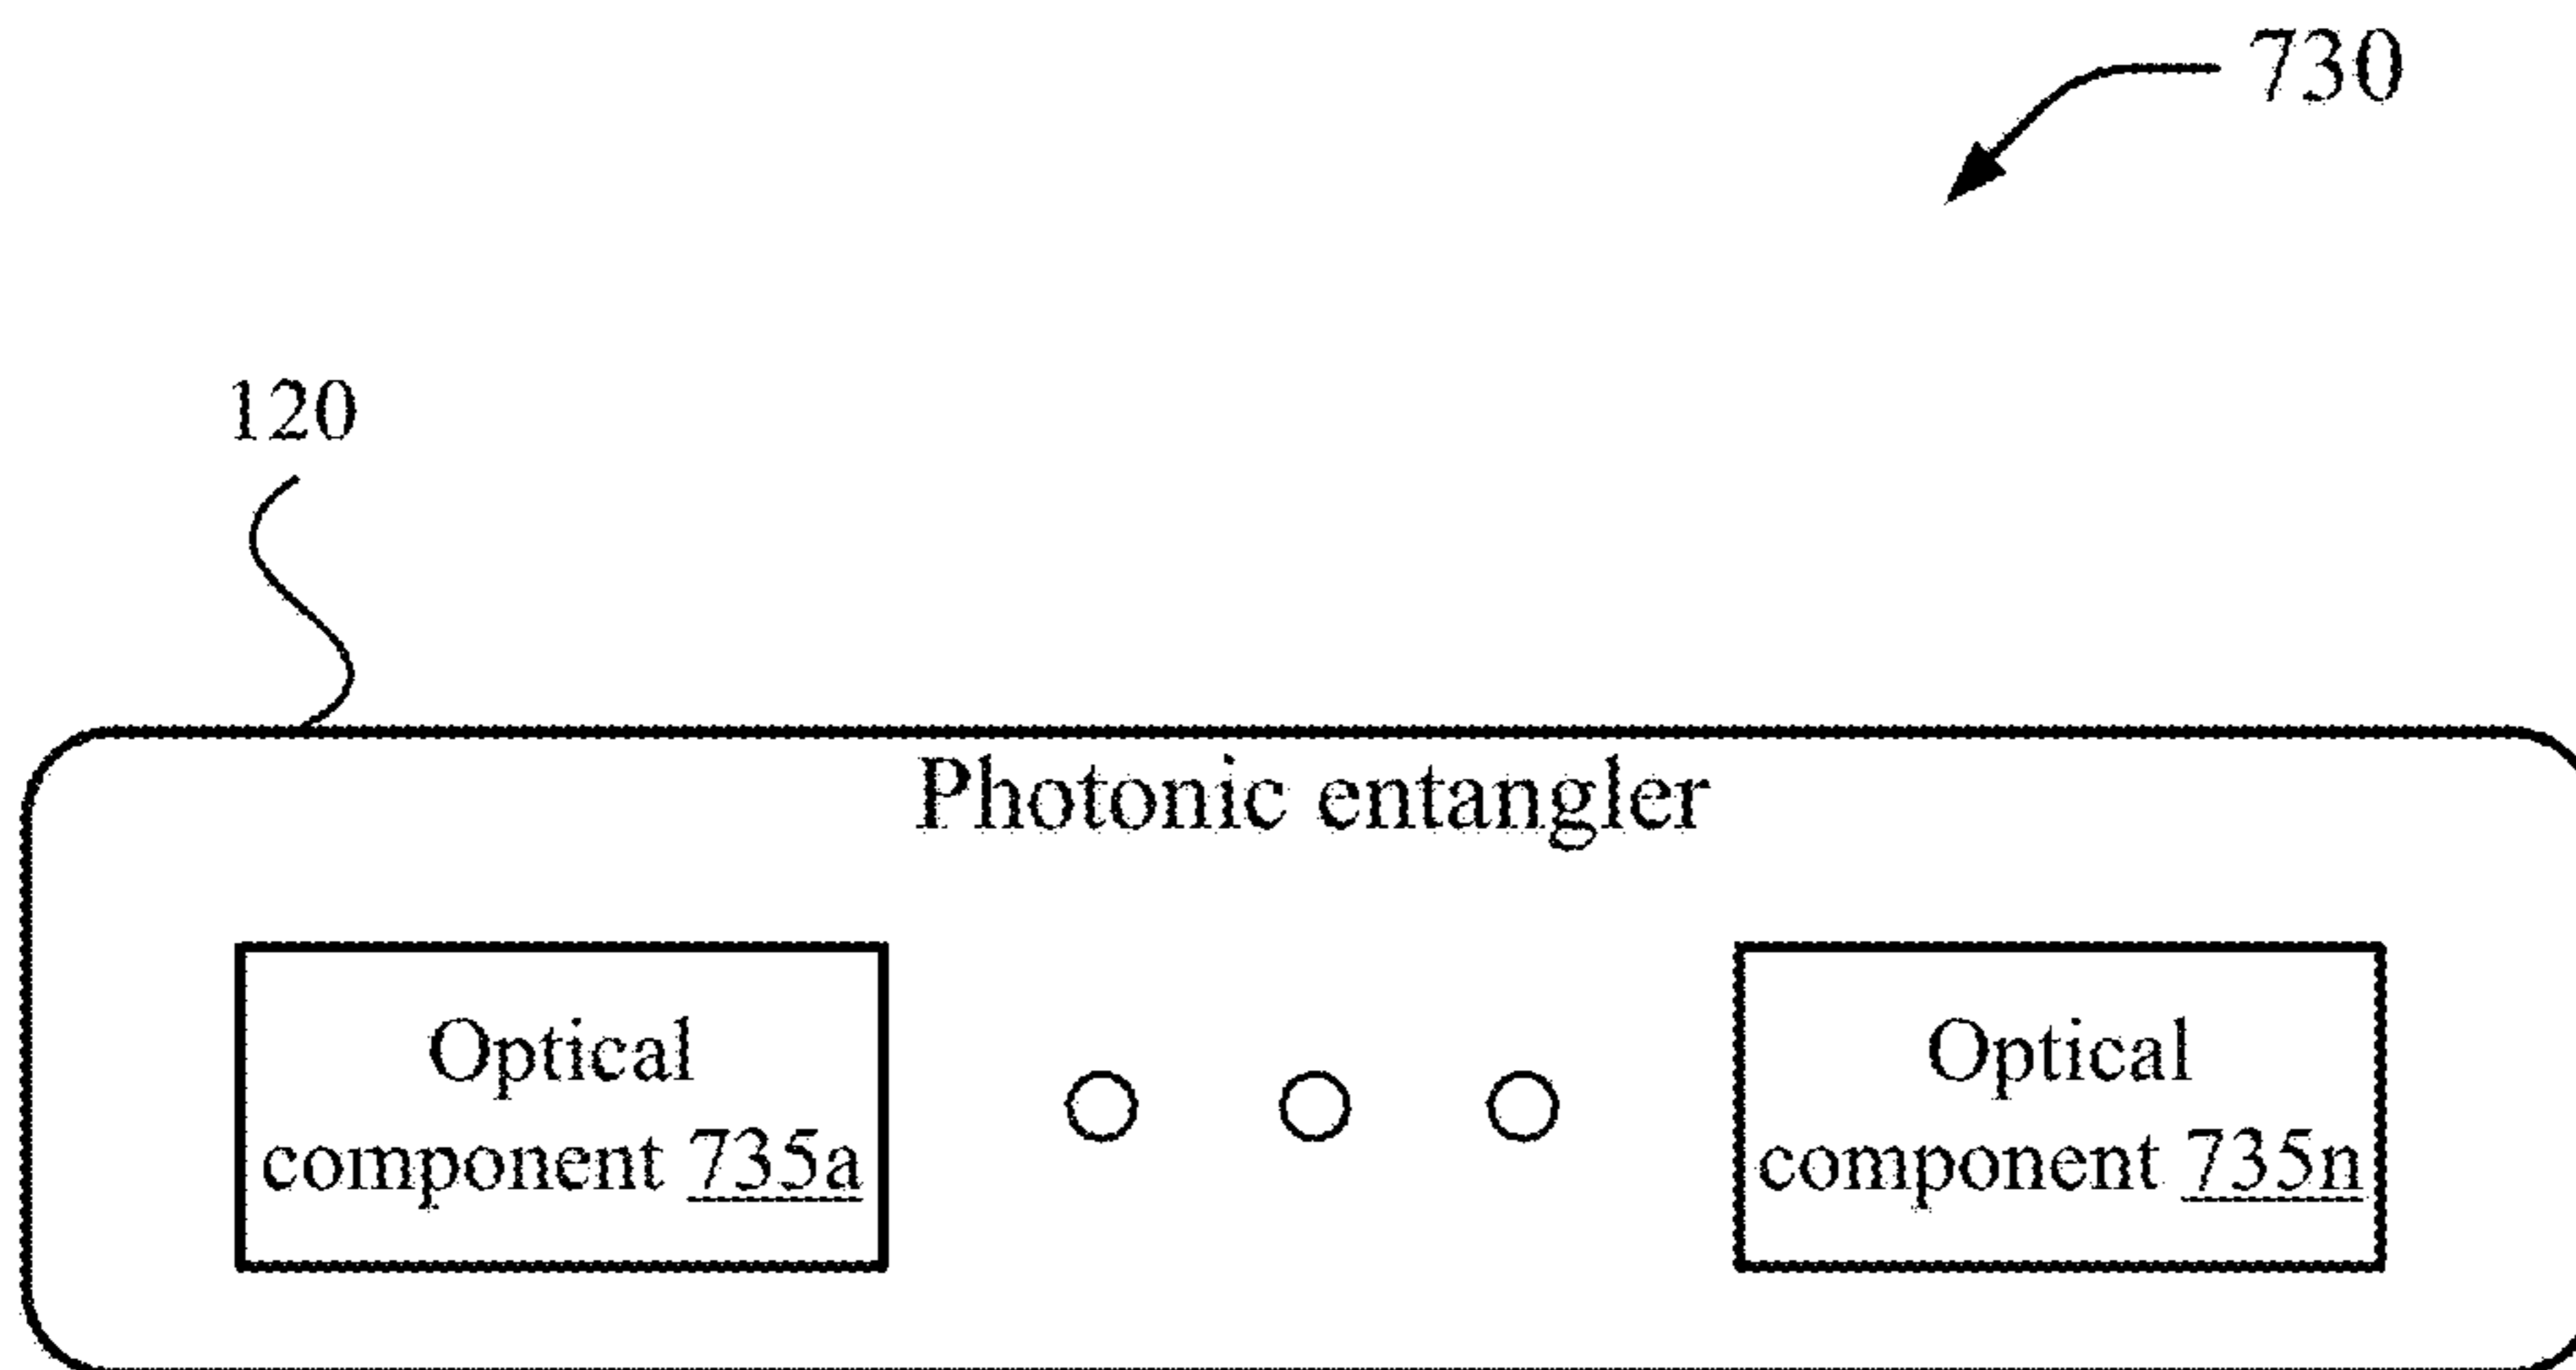 730
120
Photonic entangler
Optical
component 735a
Optical
component 735n